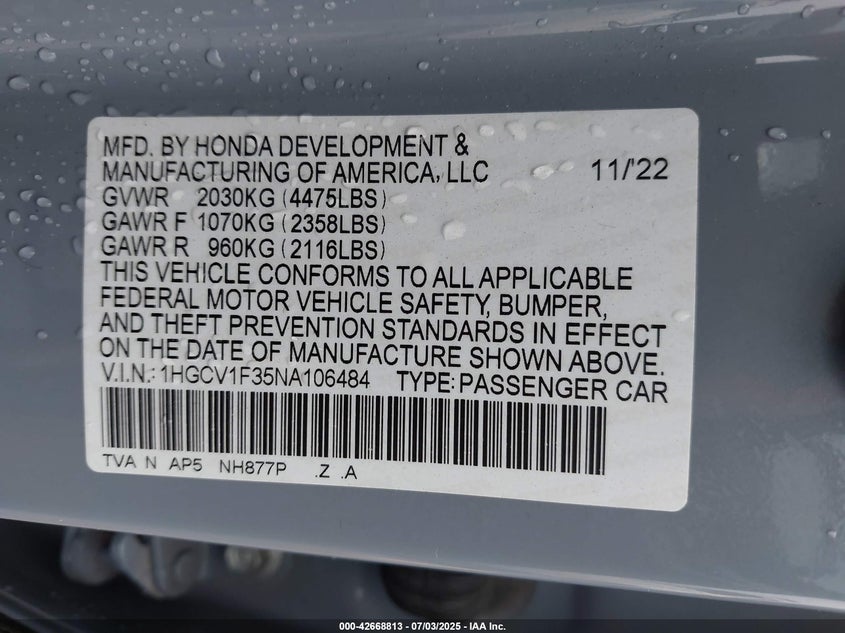 MFD. BY HONDA DEVELOPMENT &
MANUFACTURING OF AMERICA, LLC 11/'22
GVWR 2030KG (4475LBS)
GAWR F 1070KG (2358LBS)
GAWR R 960KG (2116LBS)
THIS VEHICLE CONFORMS TO ALL APPLICABLE
FEDERAL MOTOR VEHICLE SAFETY, BUMPER,
AND THEFT PREVENTION STANDARDS IN EFFECT
ON THE DATE OF MANUFACTURE SHOWN ABOVE.
V.I.N.: 1HGCV1F35NA106484 TYPE: PASSENGER CAR
TVA N AP5 NH877P .Z .A
000-42668813 / 07/03/2025 - IAA Inc.